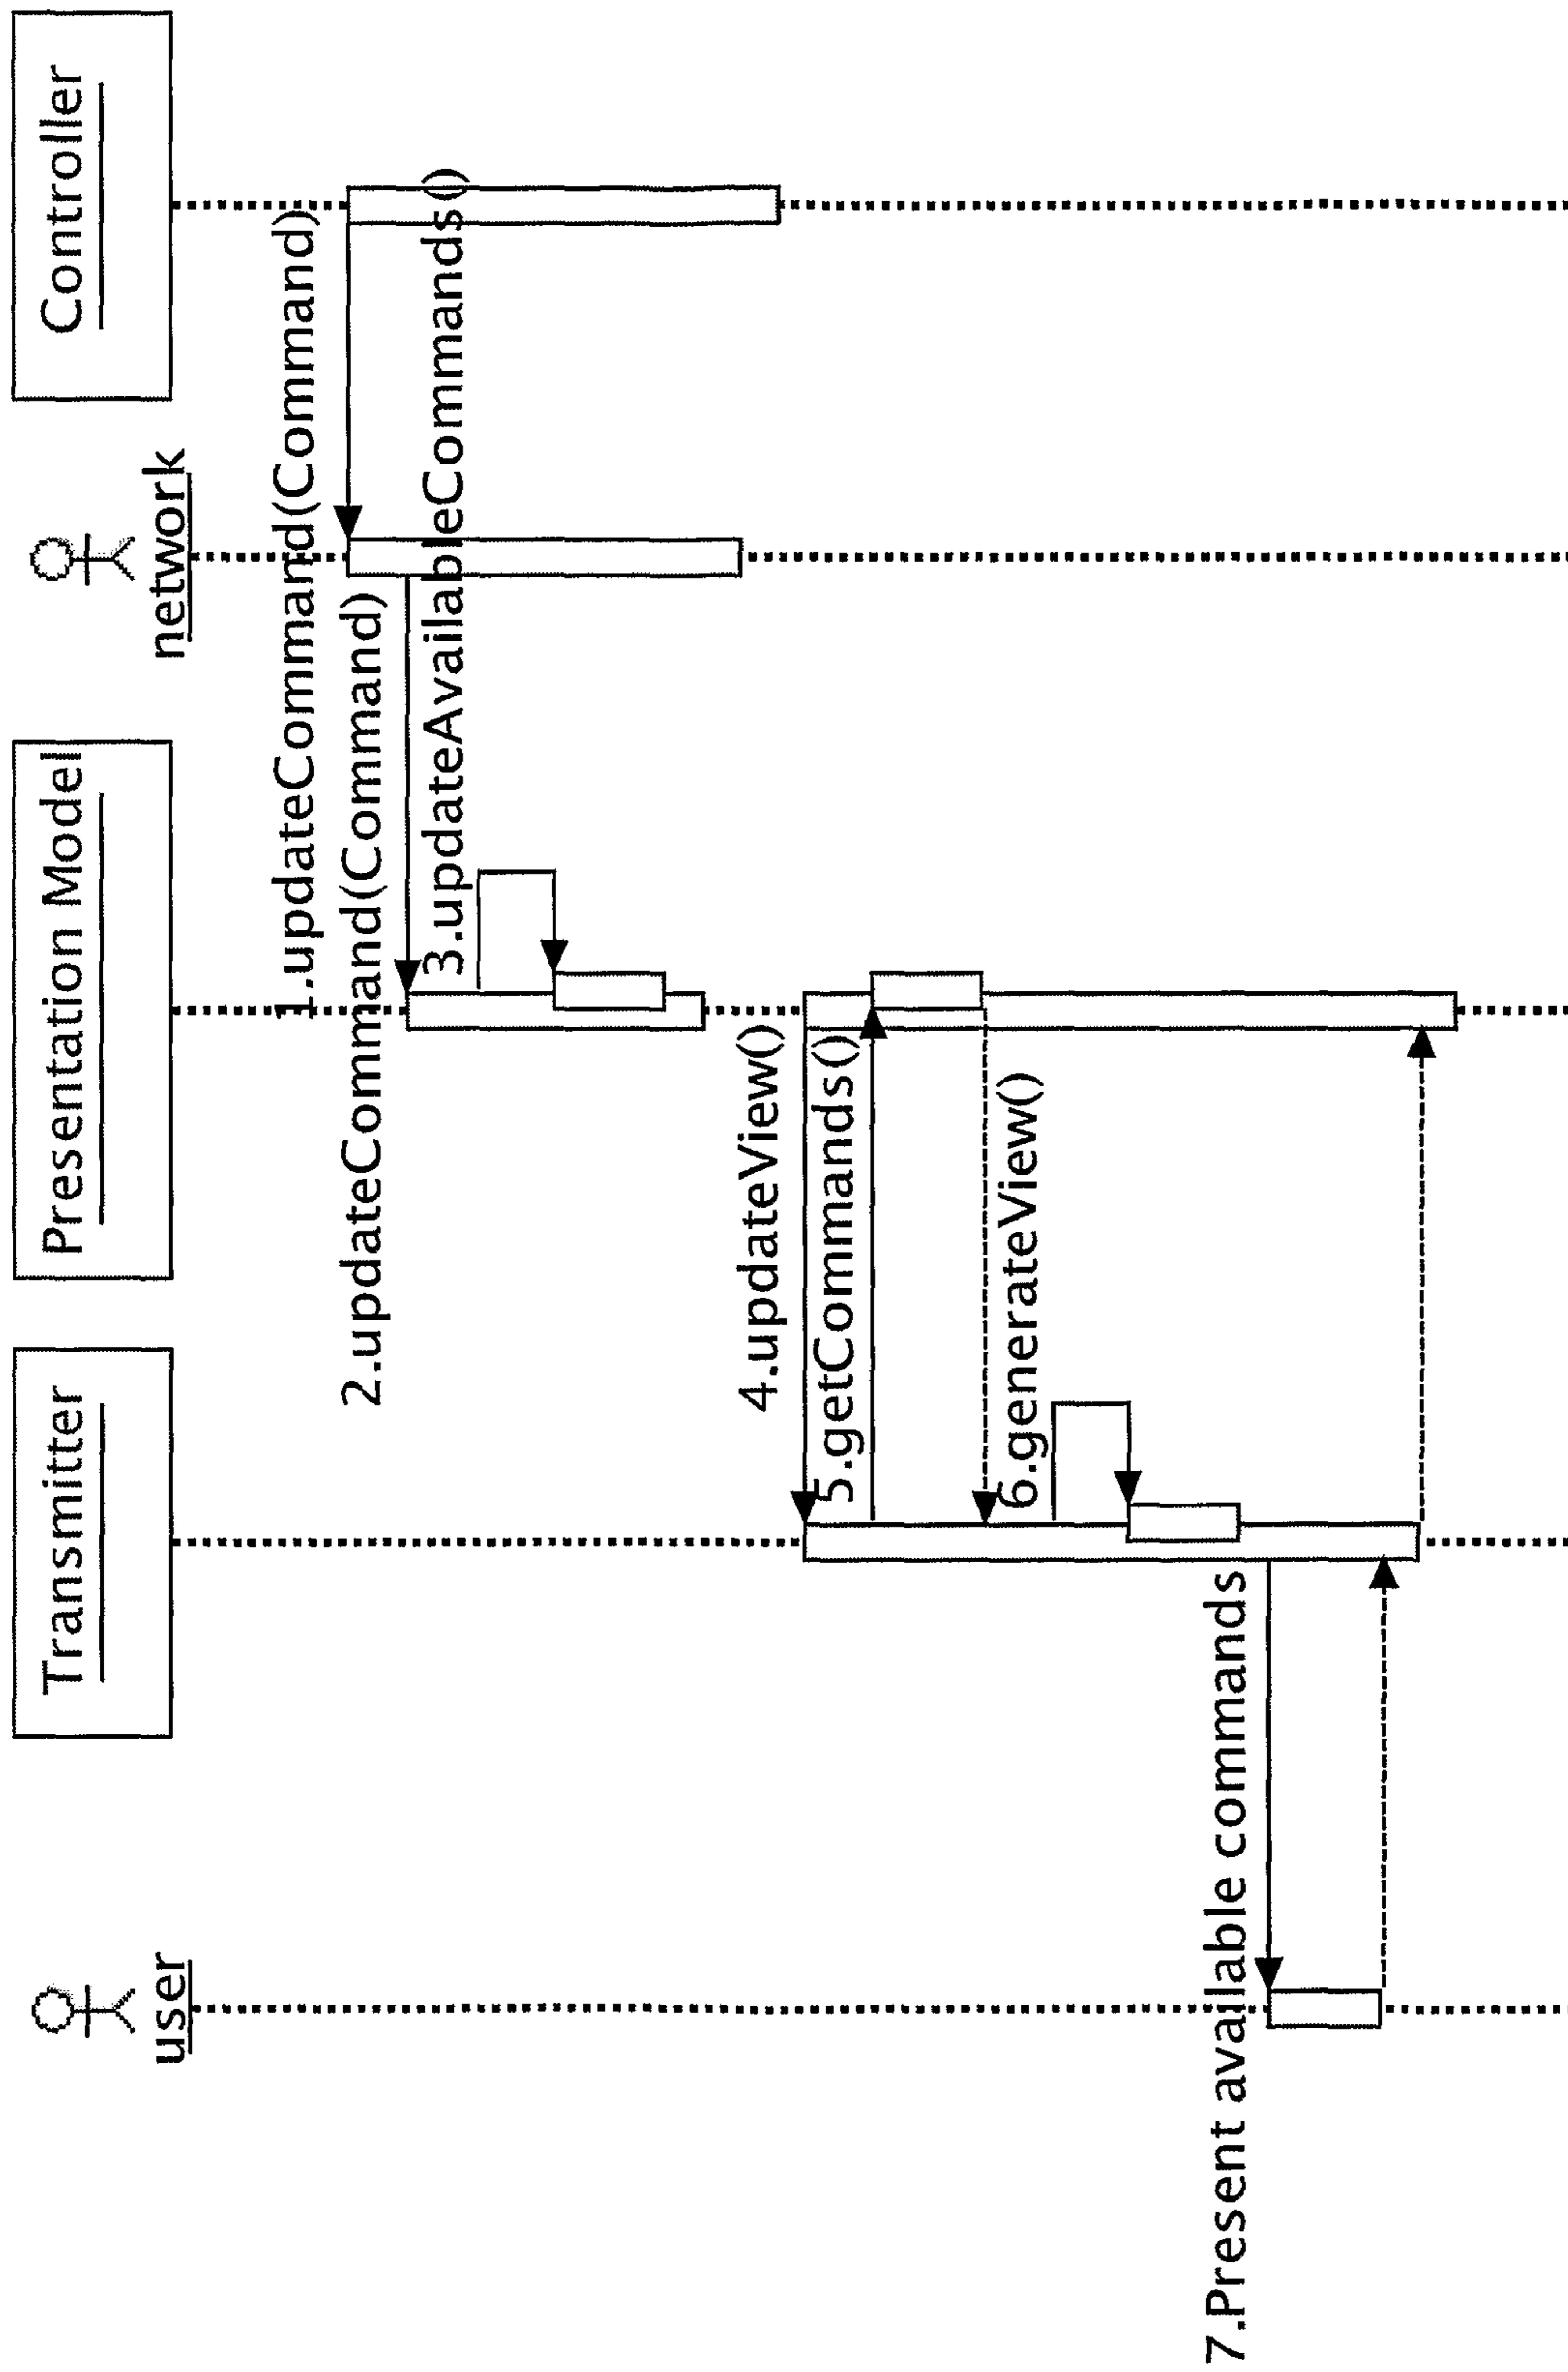 user
Transmitter
Presentation Model
network
Controller
1.updateCommand(Command)
2.updateCommand(Command)
3.updateAvailableCommands()
4.updateView()
5.getCommands()
6.generateView()
7.Present available commands